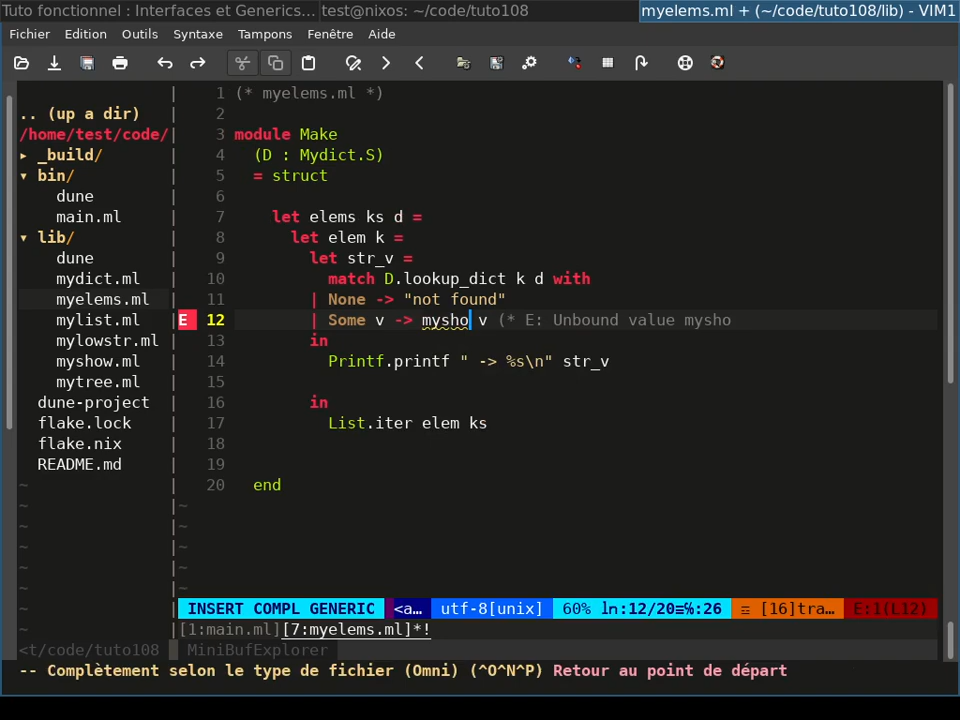 Tuto fonctionnel : Interfaces et Generics... test@nixos: ~/code/tuto108 myelems.ml + (~/code/tuto108/lib) - VIM1
Fichier Edition Outils Syntaxe Tampons Fenêtre Aide
1 (* myelems.ml *)
.. (up a dir) 2
/home/test/code/ 3 module Make
▸ _build/ 4 (D : Mydict.S)
▾ bin/ 5 = struct
dune 6
main.ml 7 let elems ks d =
▾ lib/ 8 let elem k =
dune 9 let str_v =
mydict.ml 10 match D.lookup_dict k d with
myelems.ml 11 | None -> "not found"
mylist.ml E 12 | Some v -> mysho v (* E: Unbound value mysho
mylowstr.ml 13 in
myshow.ml 14 Printf.printf " -> %s\n" str_v
mytree.ml 15
dune-project 16 in
flake.lock 17 List.iter elem ks
flake.nix 18
README.md 19
~ 20 end
~ ~
~ ~
~ ~
~ ~
~ ~
~ INSERT COMPL GENERIC <a… utf-8[unix] 60% ln:12/20≡%:26 ☲ [16]tra… E:1(L12)
~ [1:main.ml][7:myelems.ml]*!
<t/code/tuto108 MiniBufExplorer
-- Complètement selon le type de fichier (Omni) (^O^N^P) Retour au point de départ